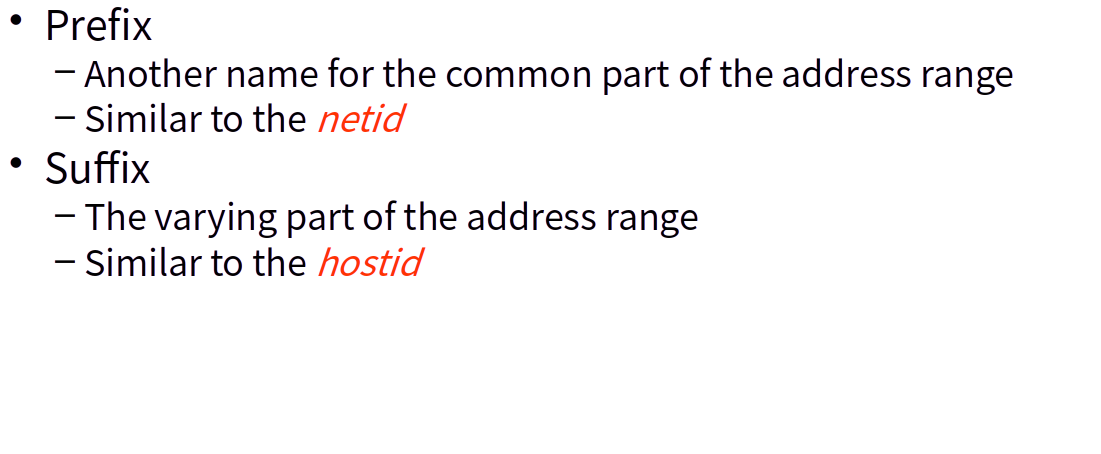 • Prefix
– Another name for the common part of the address range
– Similar to the netid
• Suffix
– The varying part of the address range
– Similar to the hostid